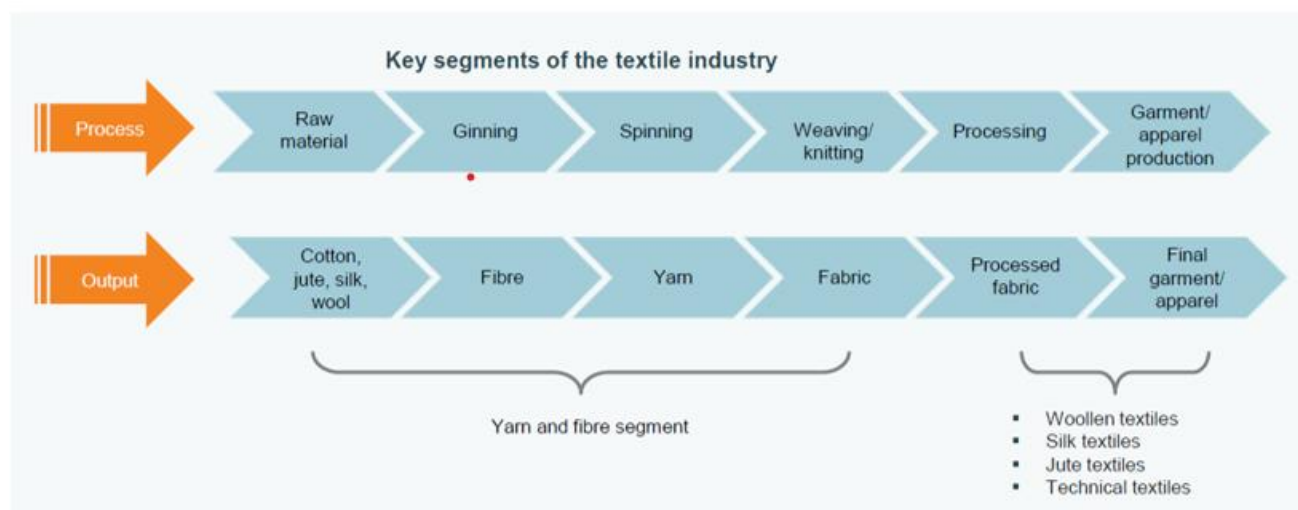 Key segments of the textile industry
Process
Raw
material
Ginning
Spinning
Weaving/
knitting
Processing
Garment/
apparel
production
Output
Cotton,
jute, silk,
wool
Fibre
Yarn
Fabric
Processed
fabric
Final
garment/
apparel
Yarn and fibre segment
▪ Woollen textiles
▪ Silk textiles
▪ Jute textiles
▪ Technical textiles